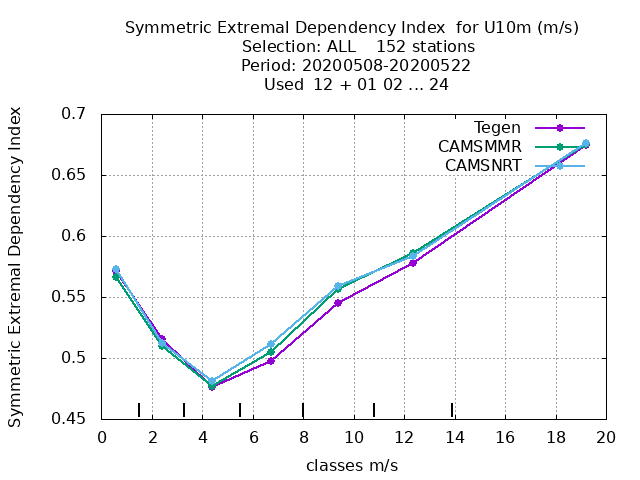 Symmetric Extremal Dependency Index  for U10m (m/s)
Selection: ALL    152 stations
Period: 20200508-20200522
Used  12 + 01 02 ... 24
Symmetric Extremal Dependency Index
0.7
0.65
0.6
0.55
0.5
0.45
Tegen
CAMSMMR
CAMSNRT
0 2 4 6 8 10 12 14 16 18 20
classes m/s